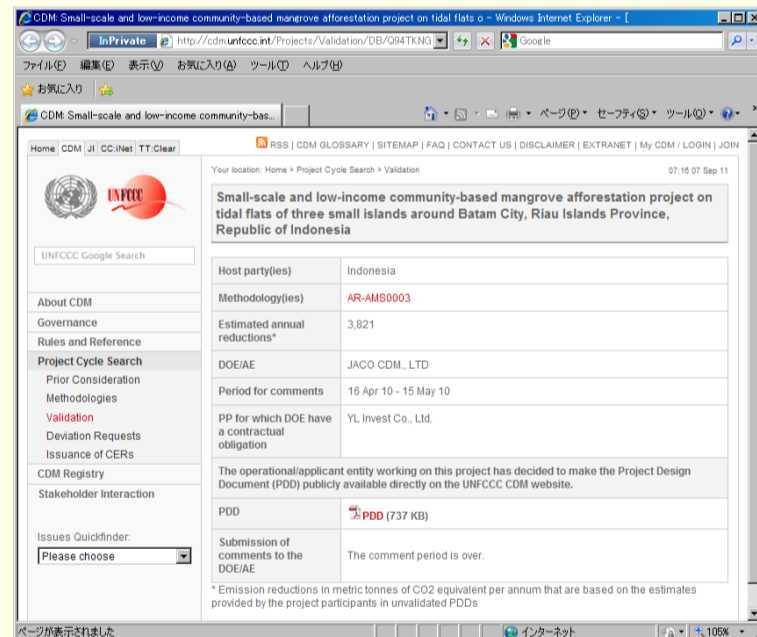 CDM: Small-scale and low-income community-based mangrove afforestation project on tidal flats o - Windows Internet Explorer - [
InPrivate http://cdm.unfccc.int/Projects/Validation/DB/Q94TKNG Google
ファイル(F) 編集(E) 表示(V) お気に入り(A) ツール(T) ヘルプ(H)
お気に入り
CDM: Small-scale and low-income community-bas... ページ(P) セーフティ(S) ツール(O)
Home CDM JI CC:iNet TT:Clear
RSS | CDM GLOSSARY | SITEMAP | FAQ | CONTACT US | DISCLAIMER | EXTRANET | My CDM / LOGIN | JOIN
Your location: Home > Project Cycle Search > Validation 07:16 07 Sep 11
UNFCCC
Small-scale and low-income community-based mangrove afforestation project on
tidal flats of three small islands around Batam City, Riau Islands Province,
Republic of Indonesia
UNFCCC Google Search
About CDM
Governance
Rules and Reference
Project Cycle Search
Prior Consideration
Methodologies
Validation
Deviation Requests
Issuance of CERs
CDM Registry
Stakeholder Interaction
Issues Quickfinder:
Please choose
Host party(ies) Indonesia
Methodology(ies) AR-AMS0003
Estimated annual
reductions* 3,821
DOE/AE JACO CDM., LTD
Period for comments 16 Apr 10 - 15 May 10
PP for which DOE have
a contractual
obligation YL Invest Co., Ltd.
The operational/applicant entity working on this project has decided to make the Project Design
Document (PDD) publicly available directly on the UNFCCC CDM website.
PDD PDD (737 KB)
Submission of
comments to the
DOE/AE The comment period is over.
* Emission reductions in metric tonnes of CO2 equivalent per annum that are based on the estimates
provided by the project participants in unvalidated PDDs
ページが表示されました インターネット 105%